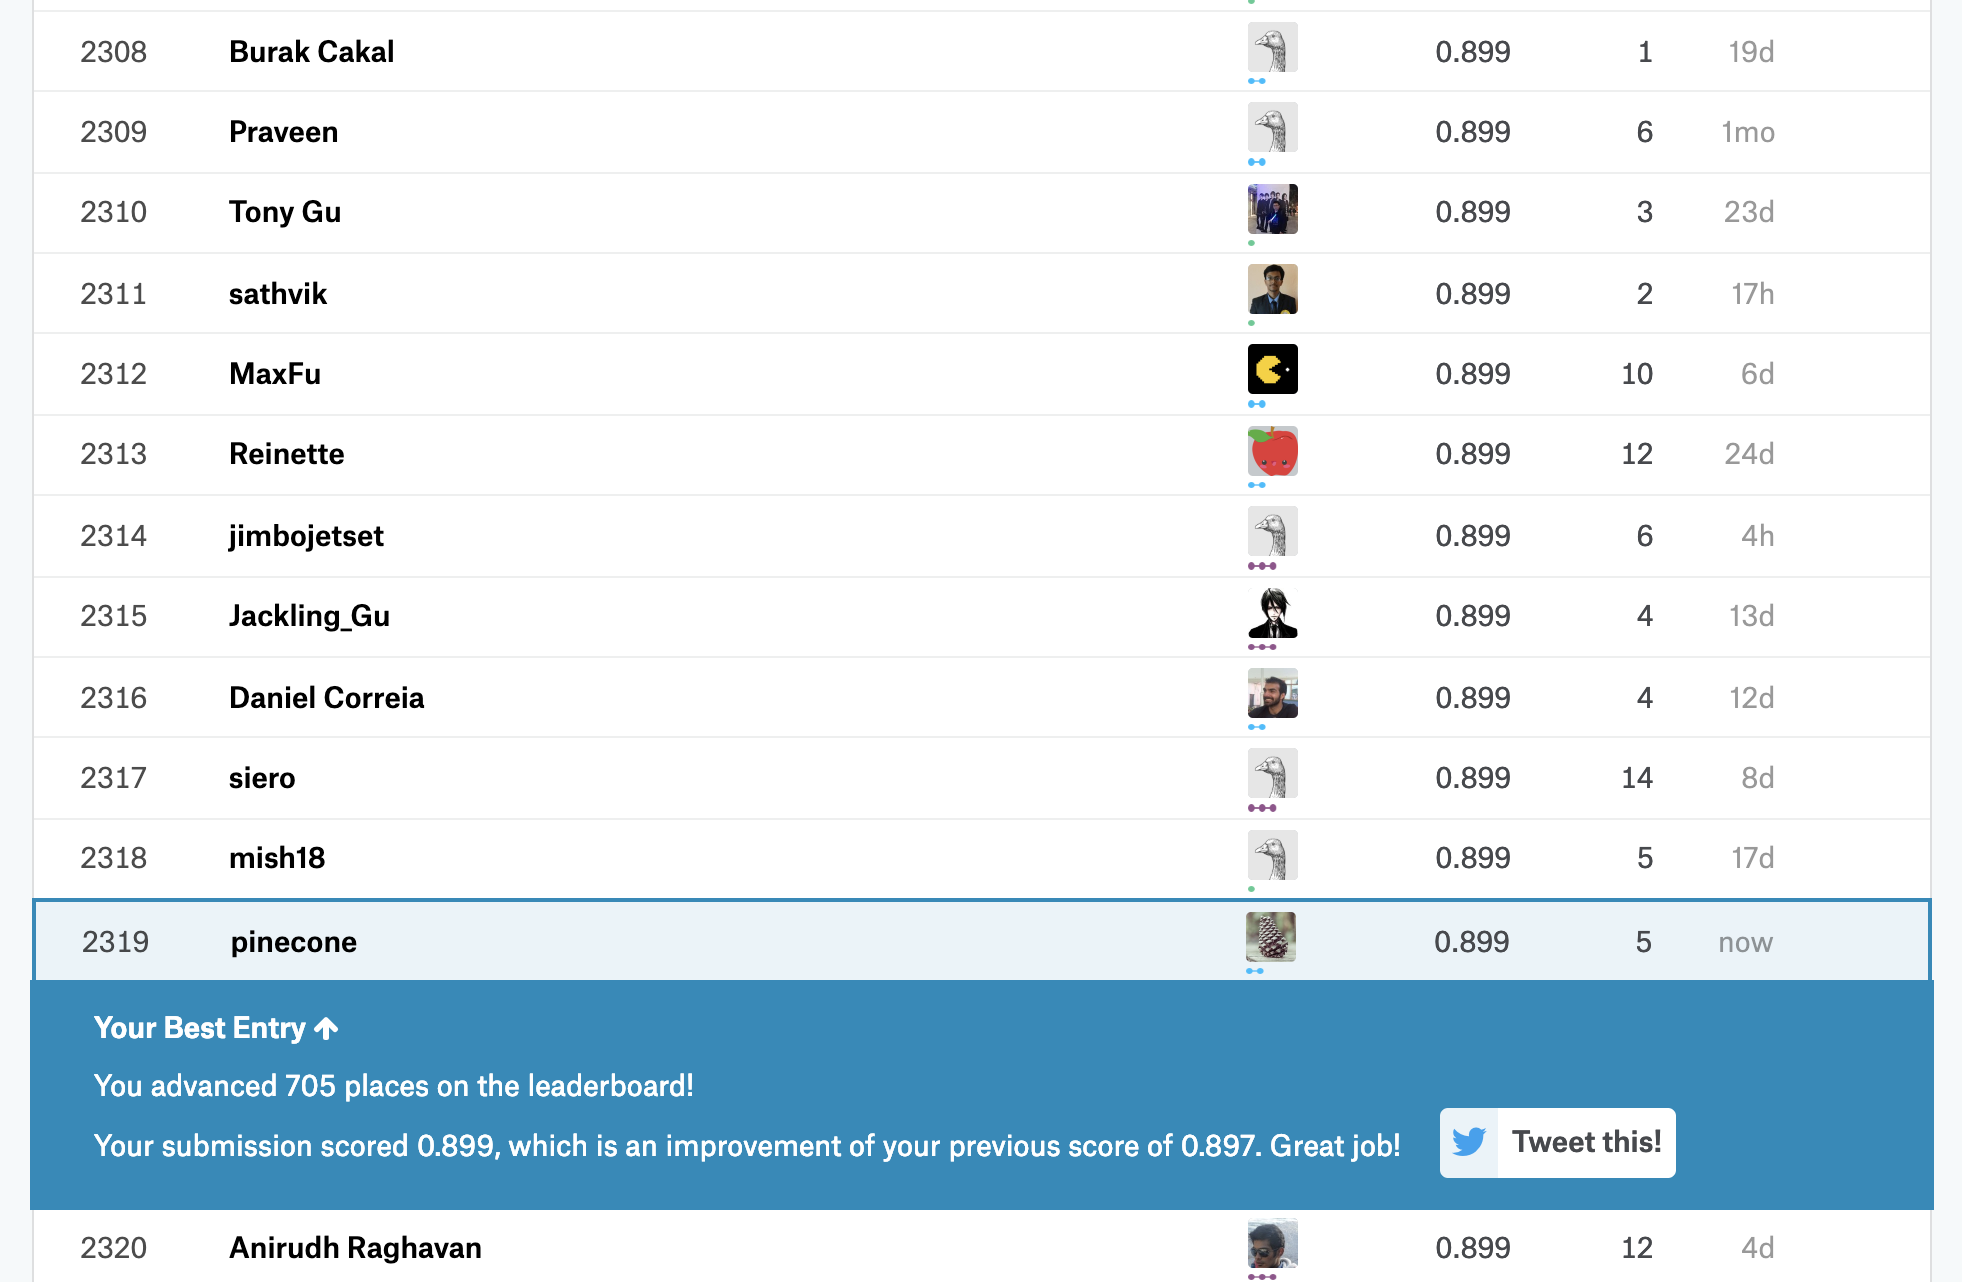 2308 Burak Cakal 0.899 1 19d
2309 Praveen 0.899 6 1mo
2310 Tony Gu 0.899 3 23d
2311 sathvik 0.899 2 17h
2312 MaxFu 0.899 10 6d
2313 Reinette 0.899 12 24d
2314 jimbojetset 0.899 6 4h
2315 Jackling_Gu 0.899 4 13d
2316 Daniel Correia 0.899 4 12d
2317 siero 0.899 14 8d
2318 mish18 0.899 5 17d
2319 pinecone 0.899 5 now
Your Best Entry
You advanced 705 places on the leaderboard!
Your submission scored 0.899, which is an improvement of your previous score of 0.897. Great job! Tweet this!
2320 Anirudh Raghavan 0.899 12 4d